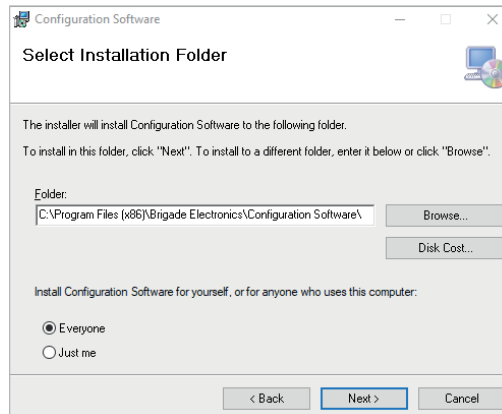 Configuration Software
Select Installation Folder
The installer will install Configuration Software to the following folder.
To install in this folder, click "Next". To install to a different folder, enter it below or click "Browse".
Folder:
C:\Program Files (x86)\Brigade Electronics\Configuration Software\
Browse...
Disk Cost...
Install Configuration Software for yourself, or for anyone who uses this computer:
Everyone
Just me
< Back
Next >
Cancel